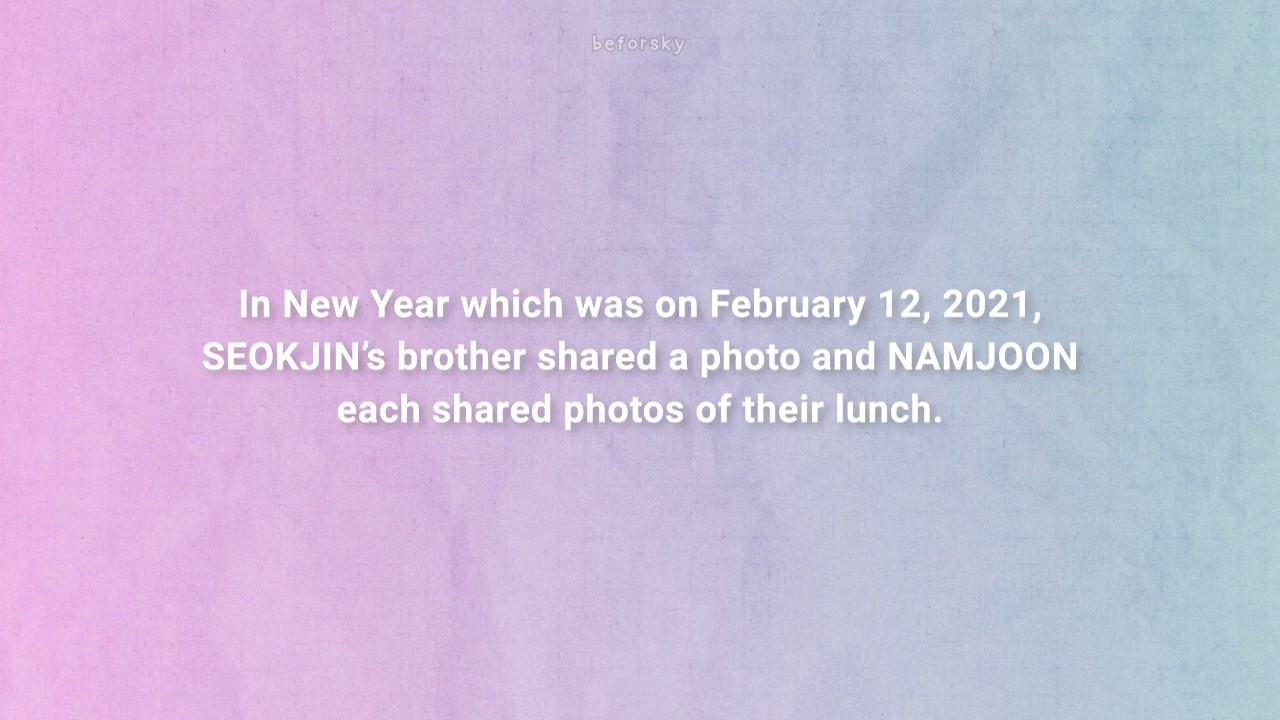 beforsky
In New Year which was on February 12, 2021,
SEOKJIN’s brother shared a photo and NAMJOON
each shared photos of their lunch.